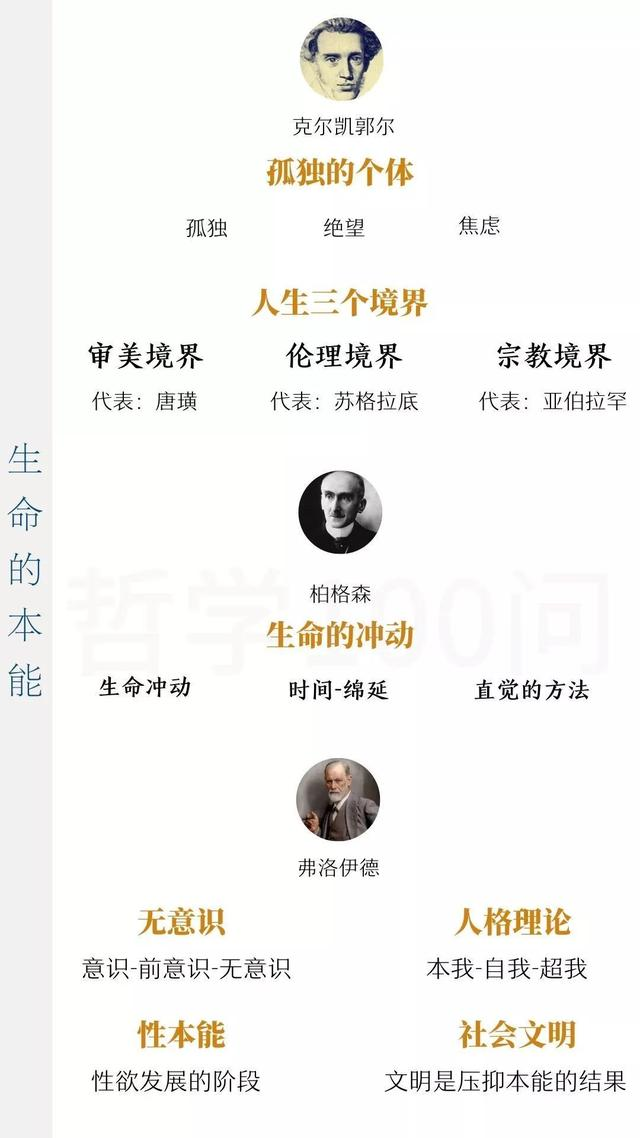 克尔凯郭尔
孤独的个体
孤独 绝望 焦虑
人生三个境界
审美境界 伦理境界 宗教境界
代表：唐璜 代表：苏格拉底 代表：亚伯拉罕
生命的本能
柏格森
生命的冲动
生命冲动 时间-绵延 直觉的方法
哲学100问
弗洛伊德
无意识 人格理论
意识-前意识-无意识 本我-自我-超我
性本能 社会文明
性欲发展的阶段 文明是压抑本能的结果